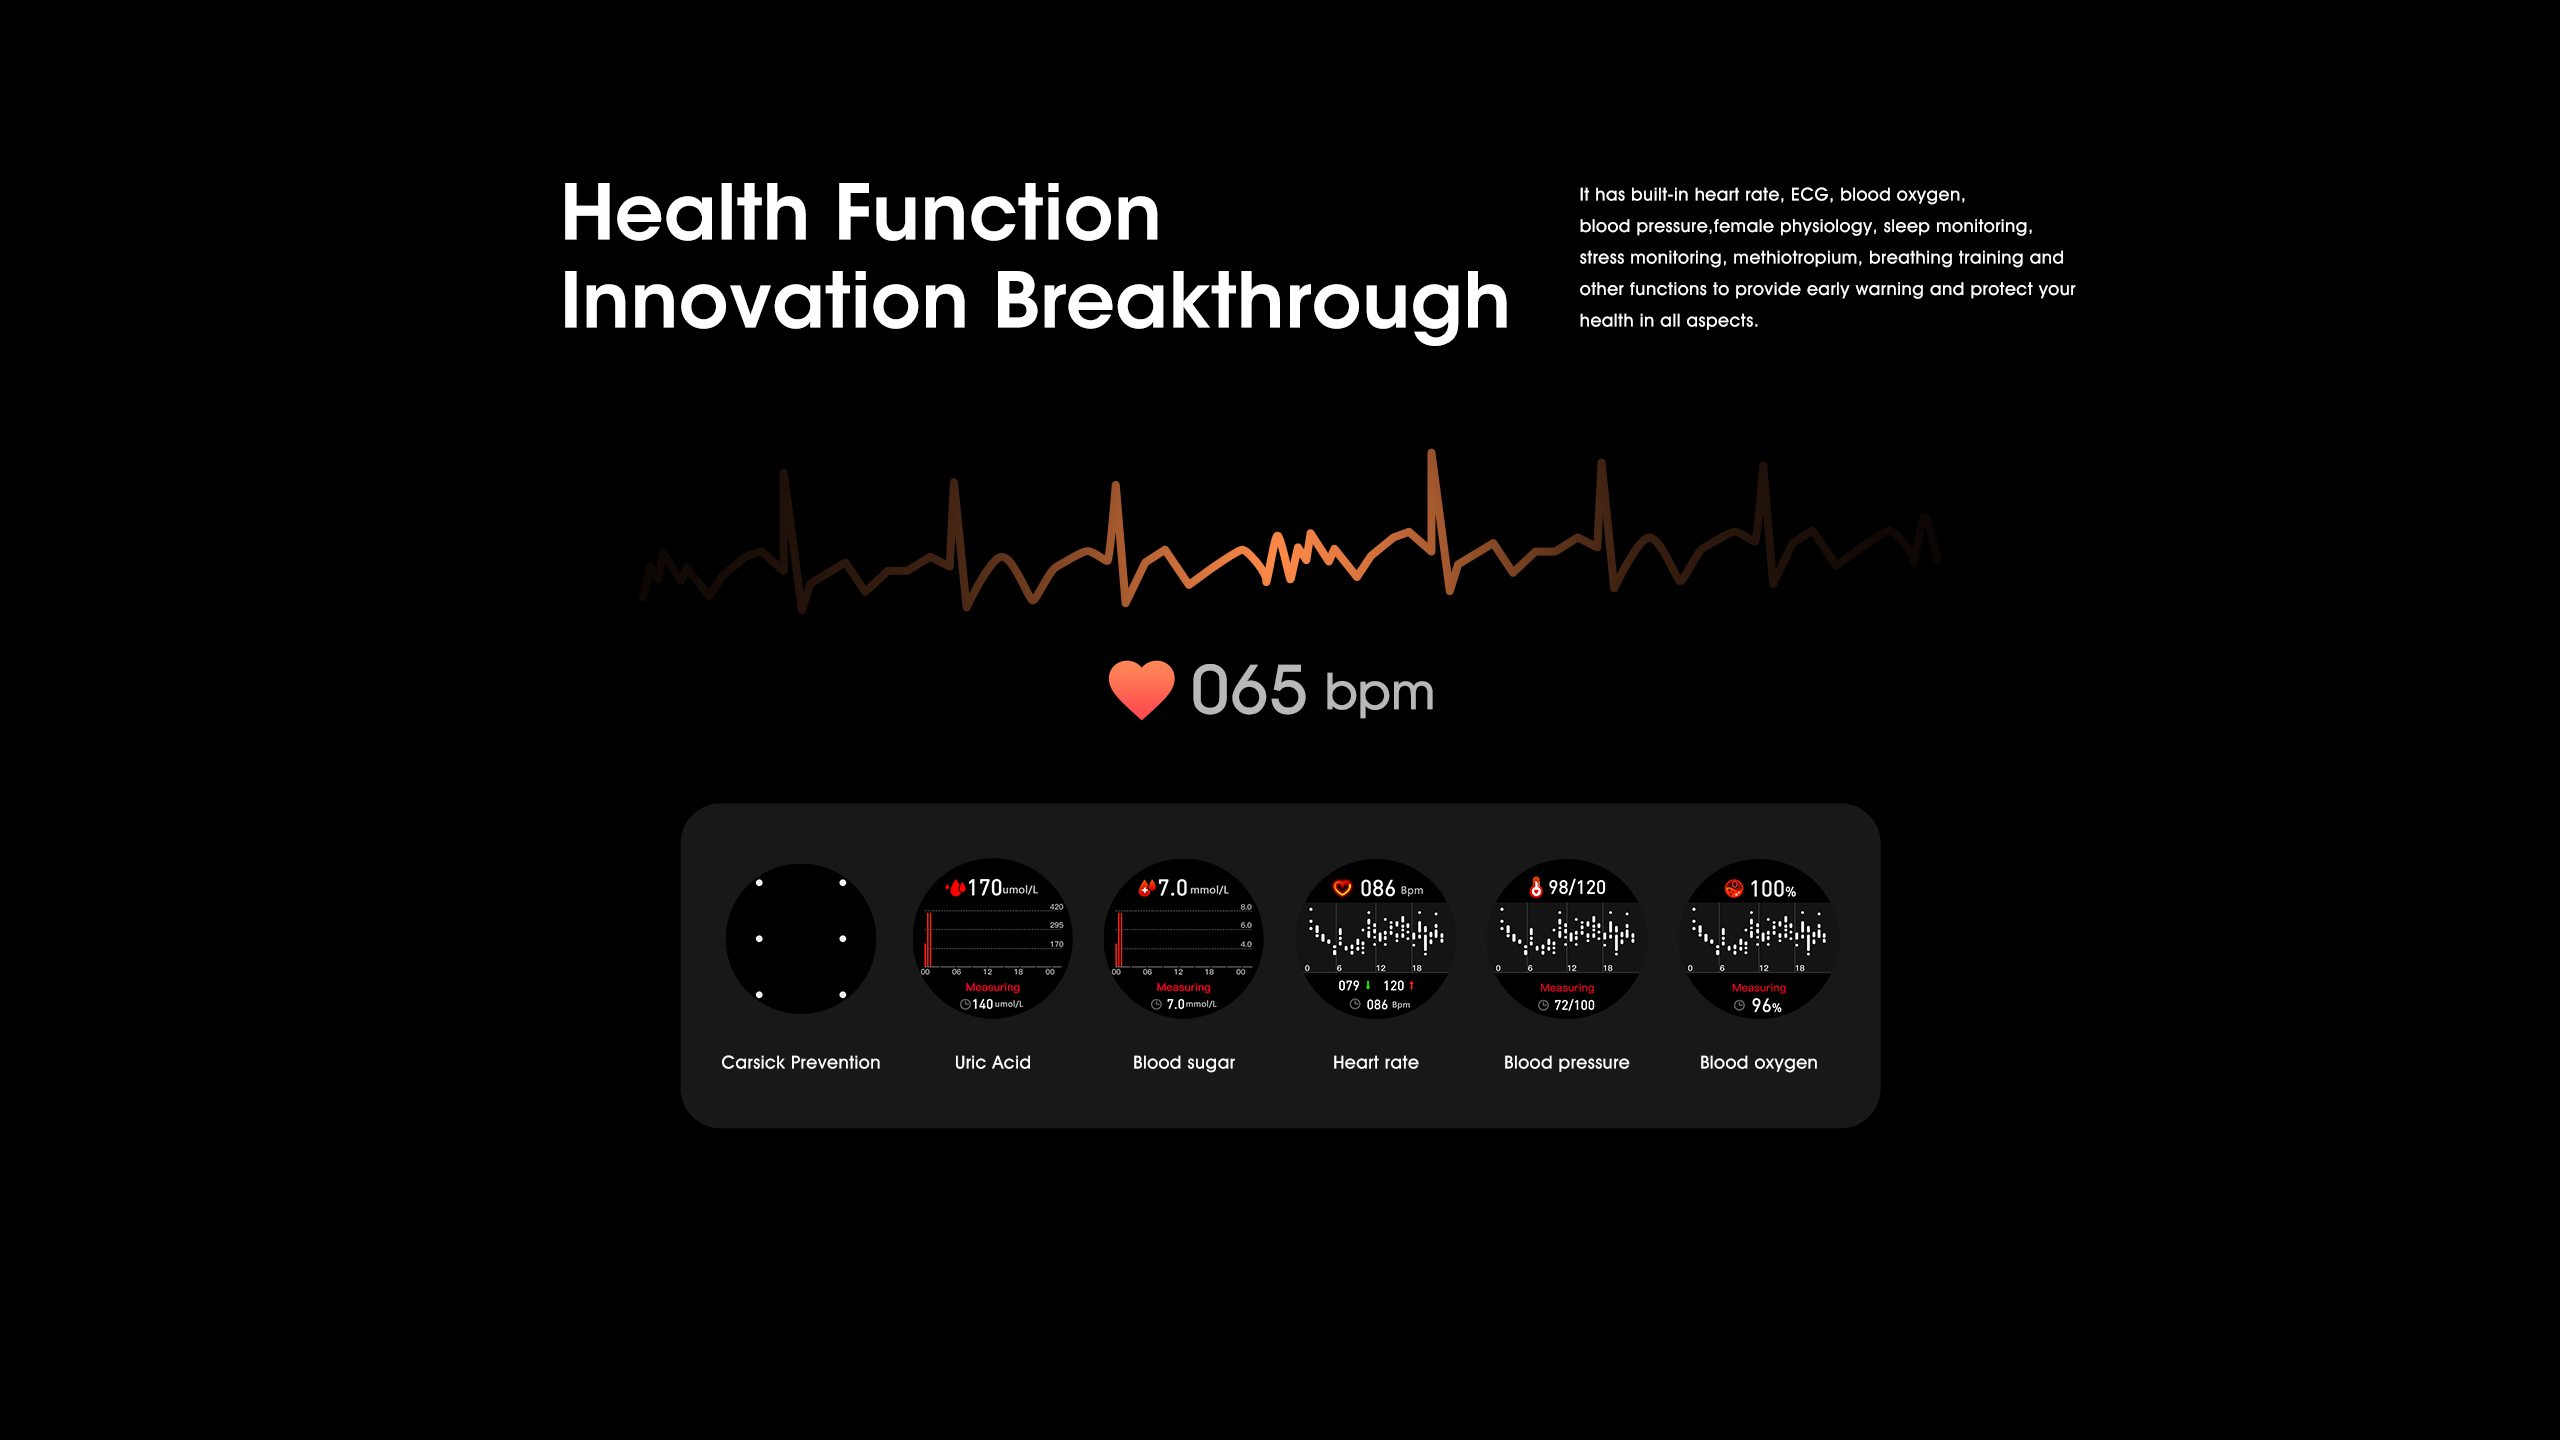 Health Function
Innovation Breakthrough
It has built-in heart rate, ECG, blood oxygen,
blood pressure,female physiology, sleep monitoring,
stress monitoring, methiotropium, breathing training and
other functions to provide early warning and protect your
health in all aspects.
065 bpm
170umol/L
420
295
170
00 06 12 18 00
Measuring
140 umol/L
7.0 mmol/L
8.0
6.0
4.0
00 06 12 18 00
Measuring
7.0mmol/L
086 Bpm
0 6 12 18
079 120
086 Bpm
98/120
0 6 12 18
Measuring
72/100
100%
0 6 12 18
Measuring
96%
Carsick Prevention
Uric Acid
Blood sugar
Heart rate
Blood pressure
Blood oxygen